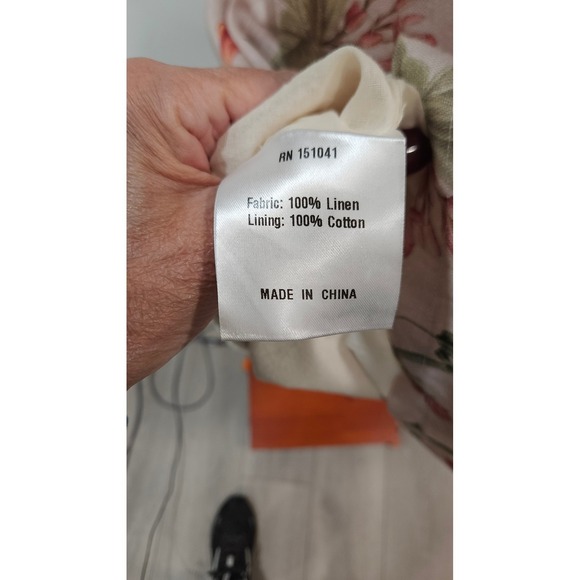 RN 151041
Fabric: 100% Linen
Lining: 100% Cotton
MADE IN CHINA